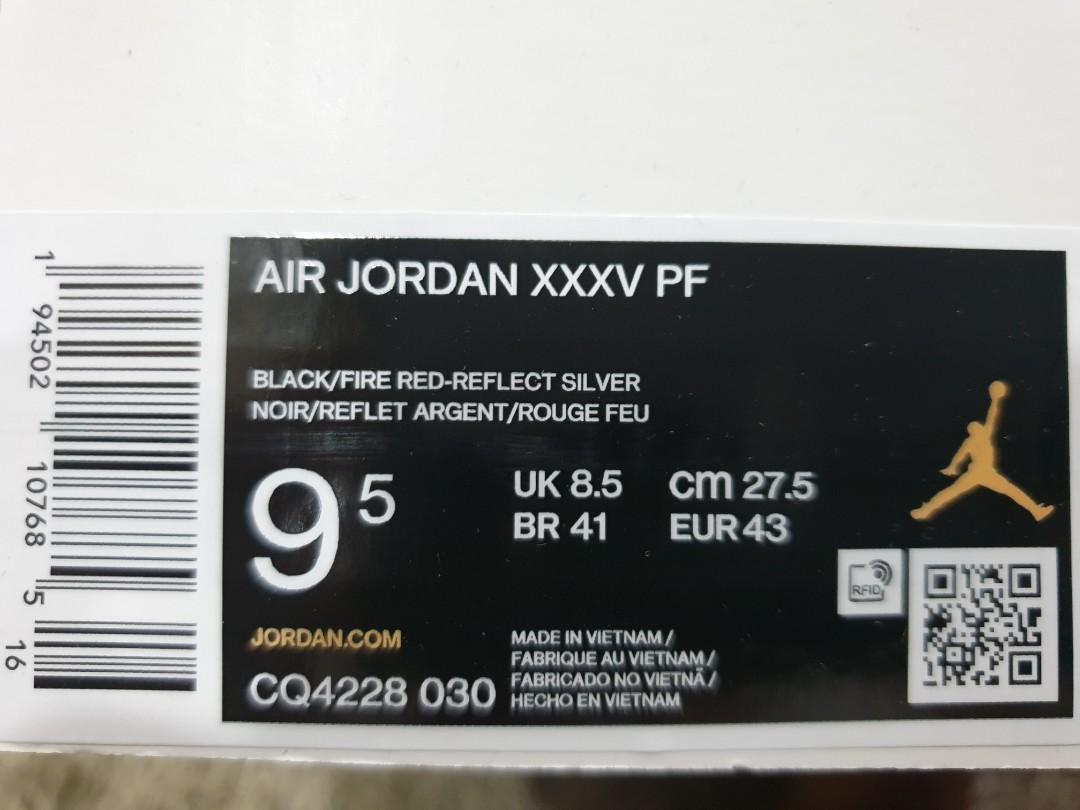 AIR JORDAN XXXV PF
BLACK/FIRE RED-REFLECT SILVER
NOIR/REFLET ARGENT/ROUGE FEU
9 5
UK 8.5 cm 27.5
BR 41 EUR 43
RFID
JORDAN.COM
CQ4228 030
MADE IN VIETNAM /
FABRIQUE AU VIETNAM /
FABRICADO NO VIETNÃ /
HECHO EN VIETNAM
1 94502 10768 5 16